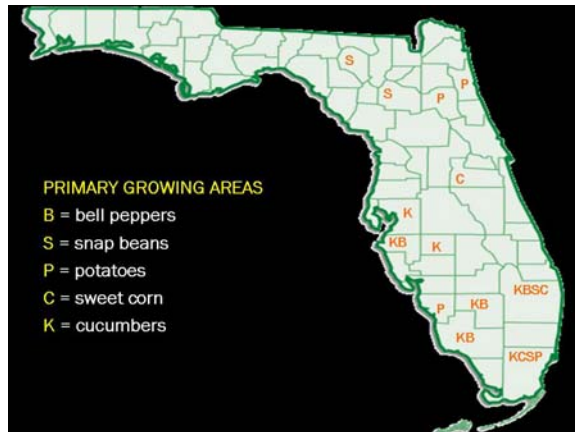 S
S
P
P
C
PRIMARY GROWING AREAS
B = bell peppers
S = snap beans
P = potatoes
C = sweet corn
K = cucumbers
K
KB
K
KBSC
P
KB
KB
KCSP